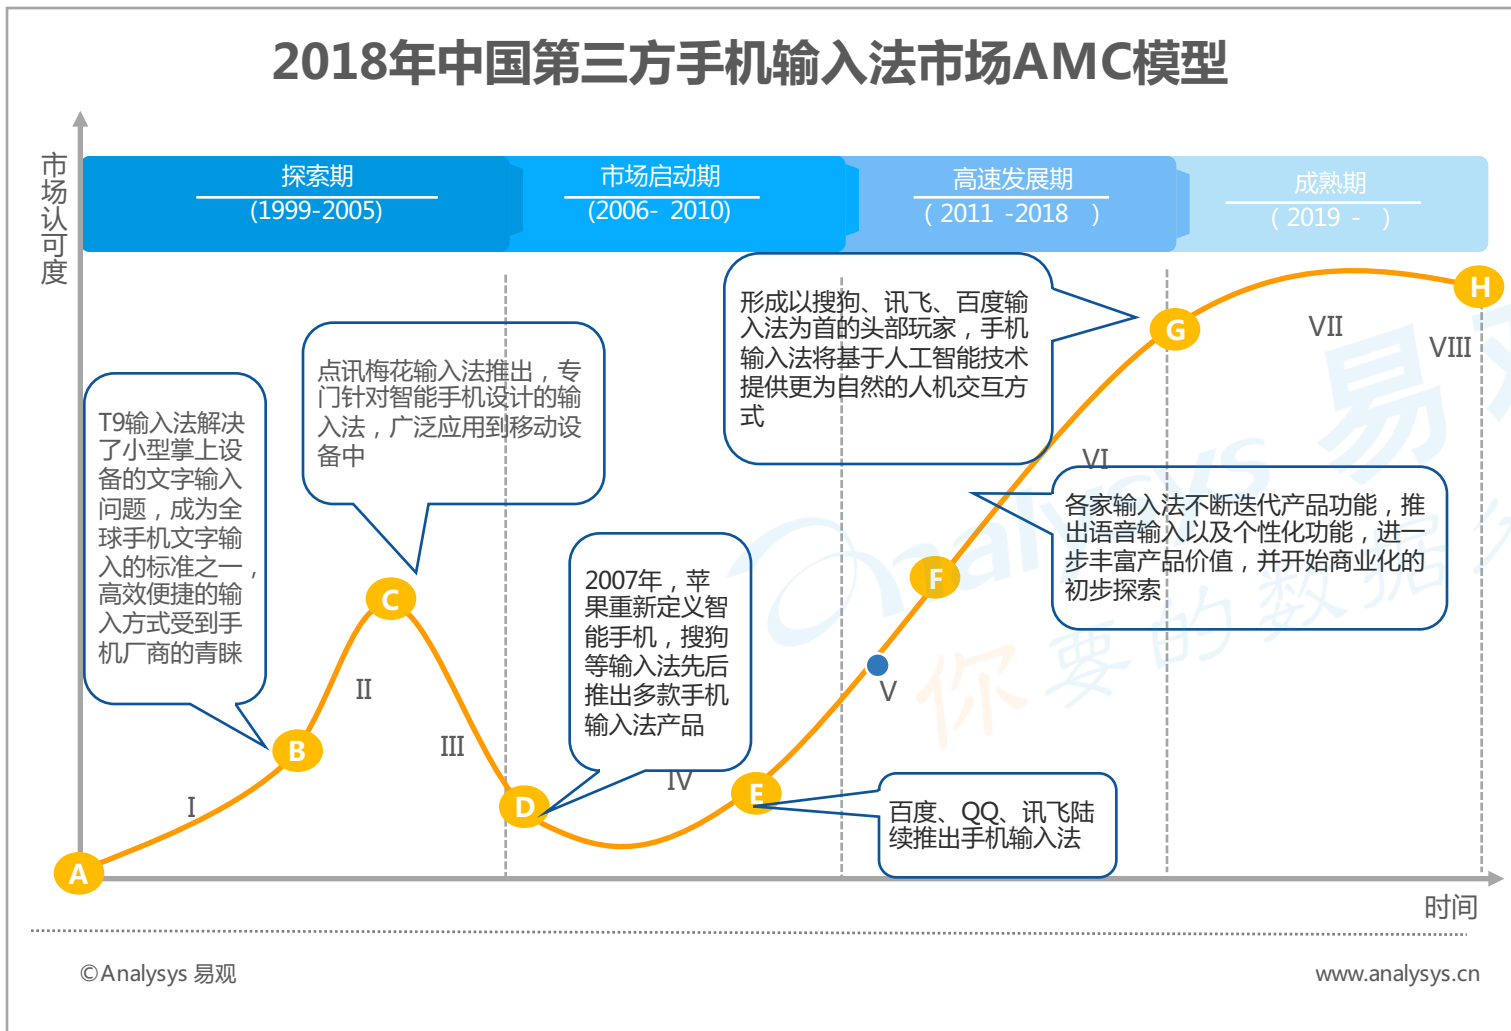 2018年中国第三方手机输入法市场AMC模型
市场认可度
探索期
(1999-2005)
市场启动期
(2006- 2010)
高速发展期
( 2011 -2018 )
成熟期
( 2019 - )
形成以搜狗、讯飞、百度输
入法为首的头部玩家，手机
输入法将基于人工智能技术
提供更为自然的人机交互方
式
点讯梅花输入法推出，专
门针对智能手机设计的输
入法，广泛应用到移动设
备中
T9输入法解决
了小型掌上设
备的文字输入
问题，成为全
球手机文字输
入的标准之一，
高效便捷的输
入方式受到手
机厂商的青睐
2007年，苹
果重新定义智
能手机，搜狗
等输入法先后
推出多款手机
输入法产品
各家输入法不断迭代产品功能，推
出语音输入以及个性化功能，进一
步丰富产品价值，并开始商业化的
初步探索
百度、QQ、讯飞陆
续推出手机输入法
A
B
C
D
E
F
G
H
I
II
III
IV
V
VI
VII
VIII
Analysys 易观
你要的数据
时间
©Analysys 易观
www.analysys.cn